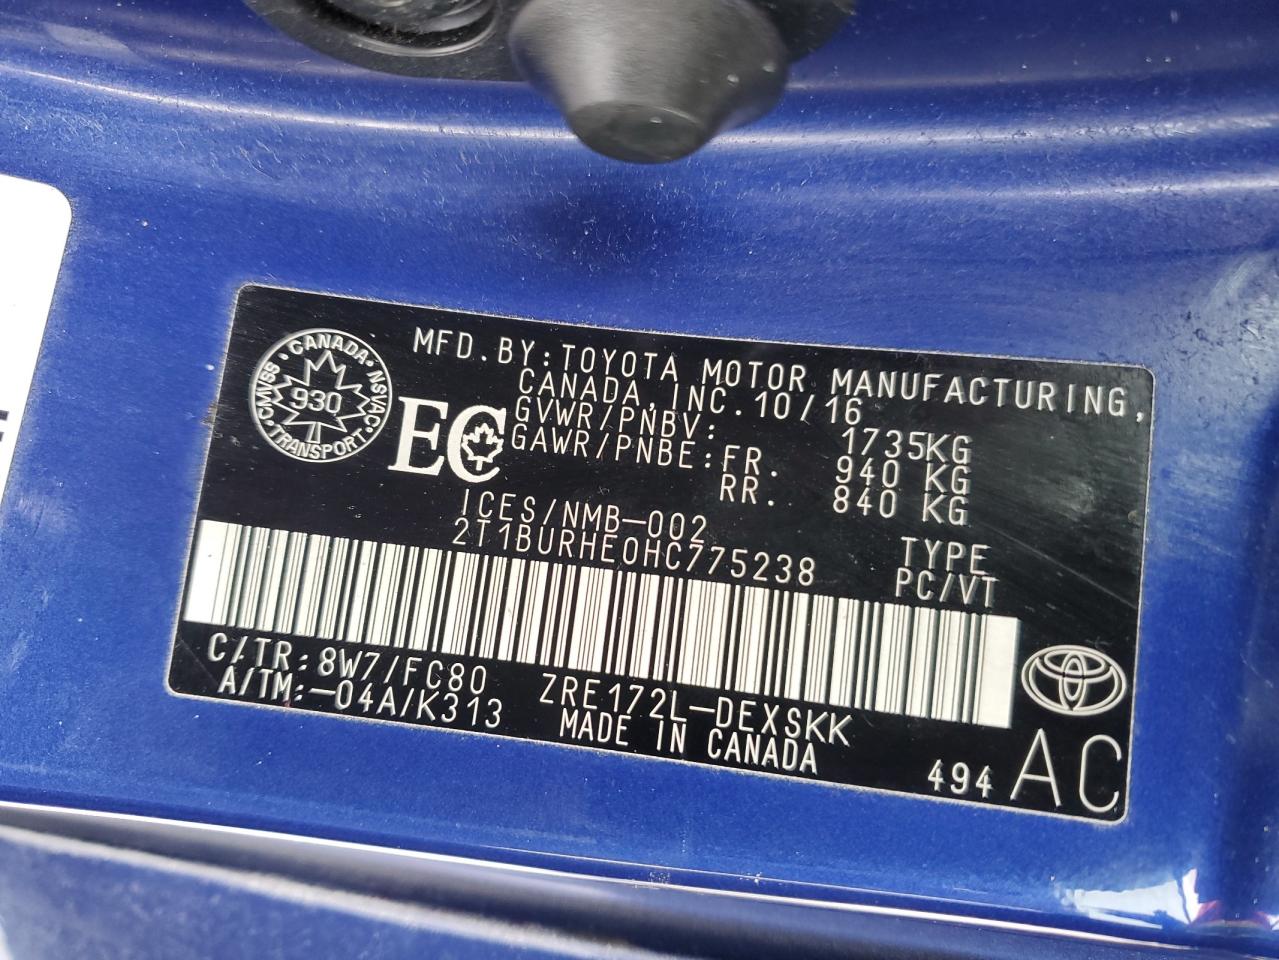 CMVSS • CANADA • NSVAC • TRANSPORT •
930
EC
MFD.BY:TOYOTA MOTOR MANUFACTURING,
CANADA,INC.10/16
GVWR/PNBV: 1735KG
GAWR/PNBE:FR. 940 KG
RR. 840 KG
ICES/NMB-002
2T1BURHE0HC775238
TYPE
PC/VT
C/TR:8W7/FC80 ZRE172L-DEXSKK
A/TM:-04A/K313 MADE IN CANADA
494 AC